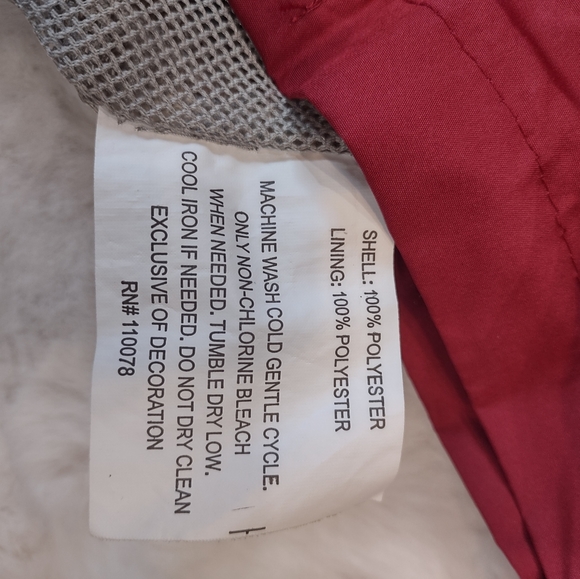 SHELL: 100% POLYESTER
LINING: 100% POLYESTER
MACHINE WASH COLD GENTLE CYCLE.
ONLY NON-CHLORINE BLEACH
WHEN NEEDED. TUMBLE DRY LOW.
COOL IRON IF NEEDED. DO NOT DRY CLEAN
EXCLUSIVE OF DECORATION
RN# 110078